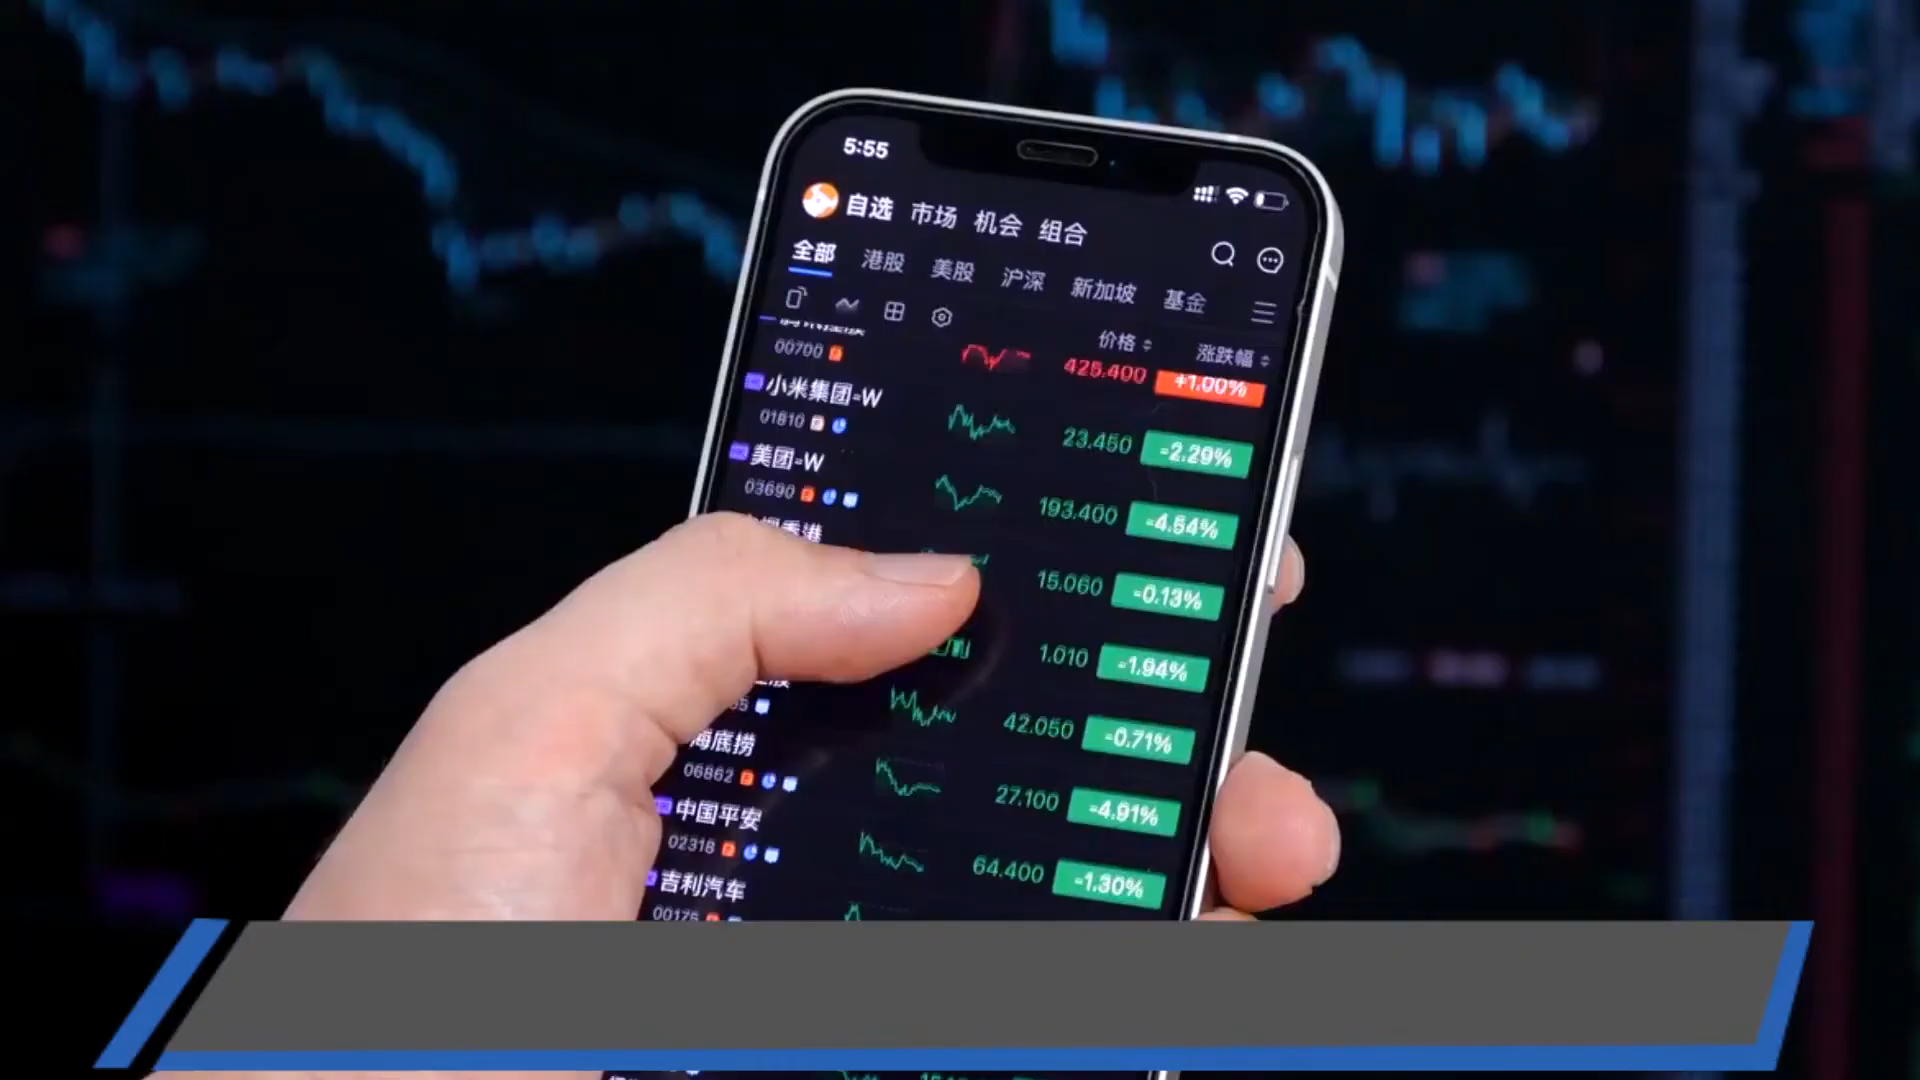 5:55
自选 市场 机会 组合
全部 港股 美股 沪深 新加坡 基金
价格 涨跌幅
00700 425.400 +1.00%
小米集团-W
01810 23.450 -2.29%
美团-W
03690 193.400 -4.54%
香港
15.060 -0.13%
1.010 -1.94%
42.050 -0.71%
海底捞
06862 27.100 -4.91%
中国平安
02318 64.400 -1.30%
吉利汽车
00175